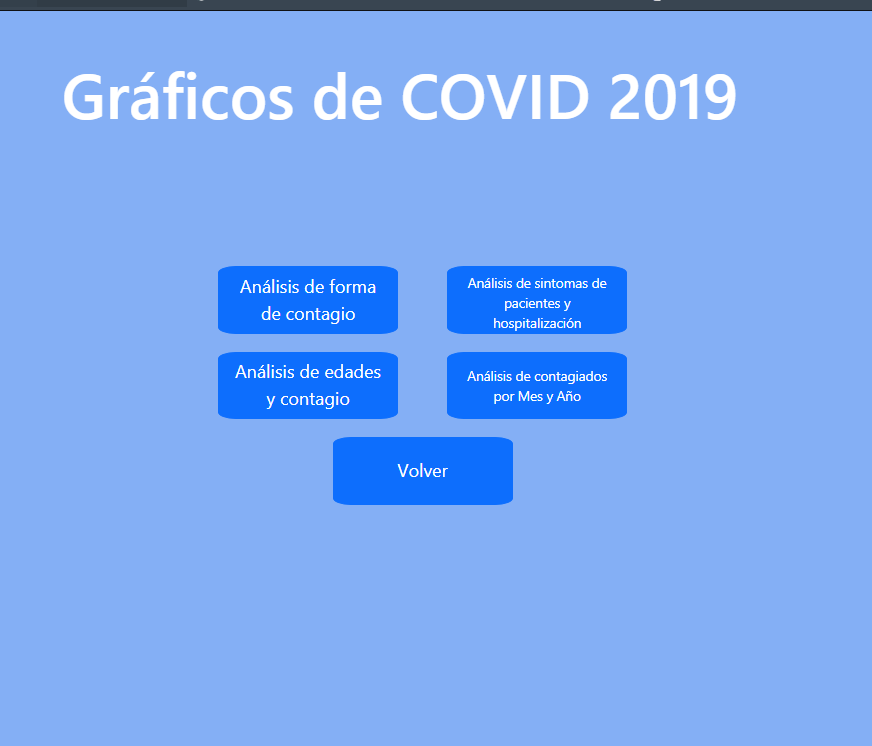 Gráficos de COVID 2019
Análisis de forma
de contagio
Análisis de sintomas de
pacientes y
hospitalización
Análisis de edades
y contagio
Análisis de contagiados
por Mes y Año
Volver